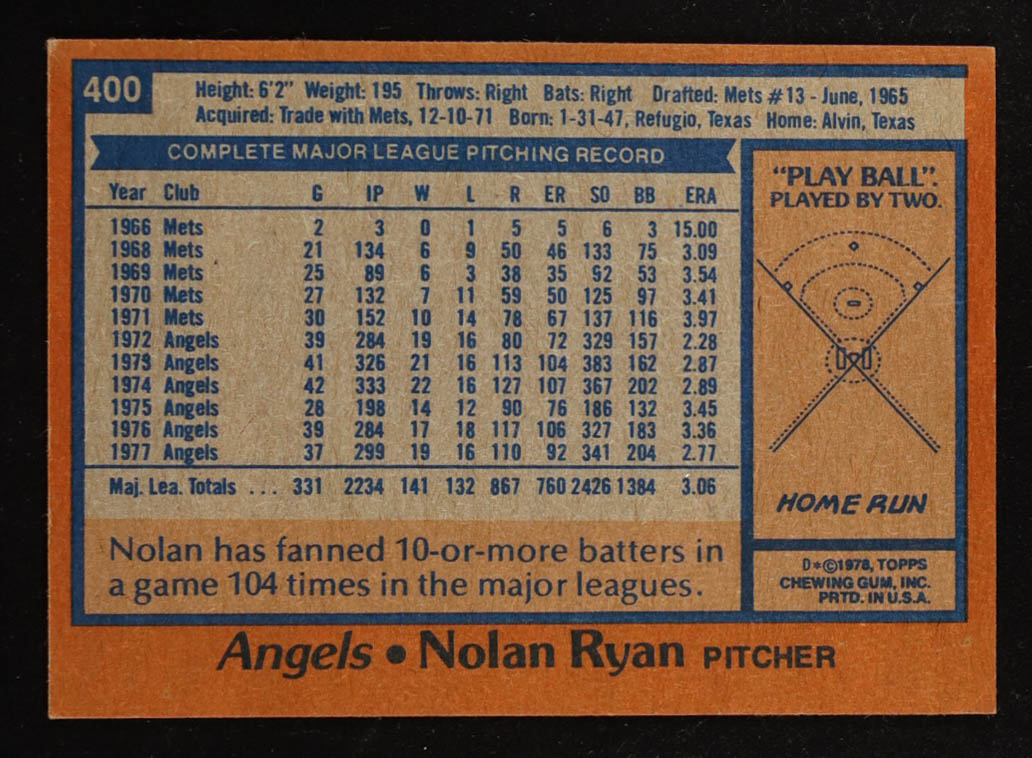 400
Height: 6'2" Weight: 195 Throws: Right Bats: Right Drafted: Mets #13 - June, 1965
Acquired: Trade with Mets, 12-10-71 Born: 1-31-47, Refugio, Texas Home: Alvin, Texas
COMPLETE MAJOR LEAGUE PITCHING RECORD
Year Club G IP W L R ER SO BB ERA
1966 Mets 2 3 0 1 5 5 6 3 15.00
1968 Mets 21 134 6 9 50 46 133 75 3.09
1969 Mets 25 89 6 3 38 35 92 53 3.54
1970 Mets 27 132 7 11 59 50 125 97 3.41
1971 Mets 30 152 10 14 78 67 137 116 3.97
1972 Angels 39 284 19 16 80 72 329 157 2.28
1973 Angels 41 326 21 16 113 104 383 162 2.87
1974 Angels 42 333 22 16 127 107 367 202 2.89
1975 Angels 28 198 14 12 90 76 186 132 3.45
1976 Angels 39 284 17 18 117 106 327 183 3.36
1977 Angels 37 299 19 16 110 92 341 204 2.77
Maj. Lea. Totals ... 331 2234 141 132 867 760 2426 1384 3.06
Nolan has fanned 10-or-more batters in
a game 104 times in the major leagues.
"PLAY BALL".
PLAYED BY TWO.
HOME RUN
D*©1978, TOPPS
CHEWING GUM, INC.
PRTD. IN U.S.A.
Angels • Nolan Ryan PITCHER